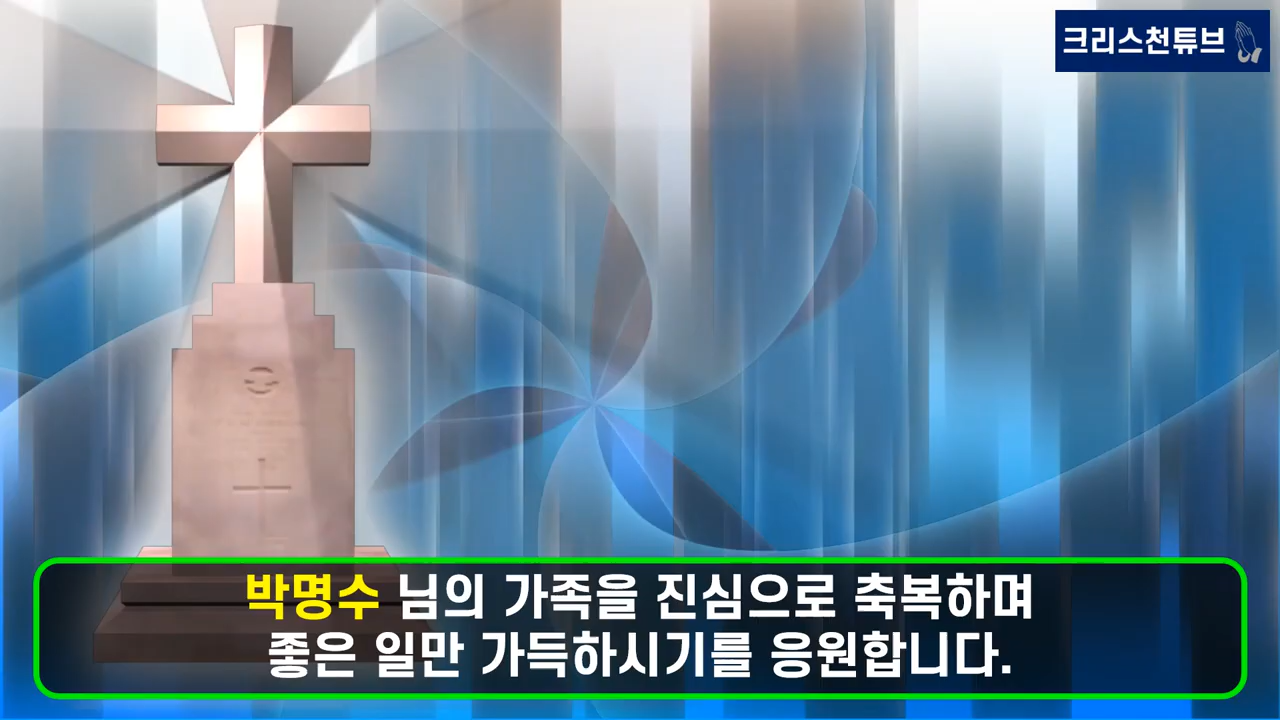 크리스천튜브
박명수 님의 가족을 진심으로 축복하며
좋은 일만 가득하시기를 응원합니다.